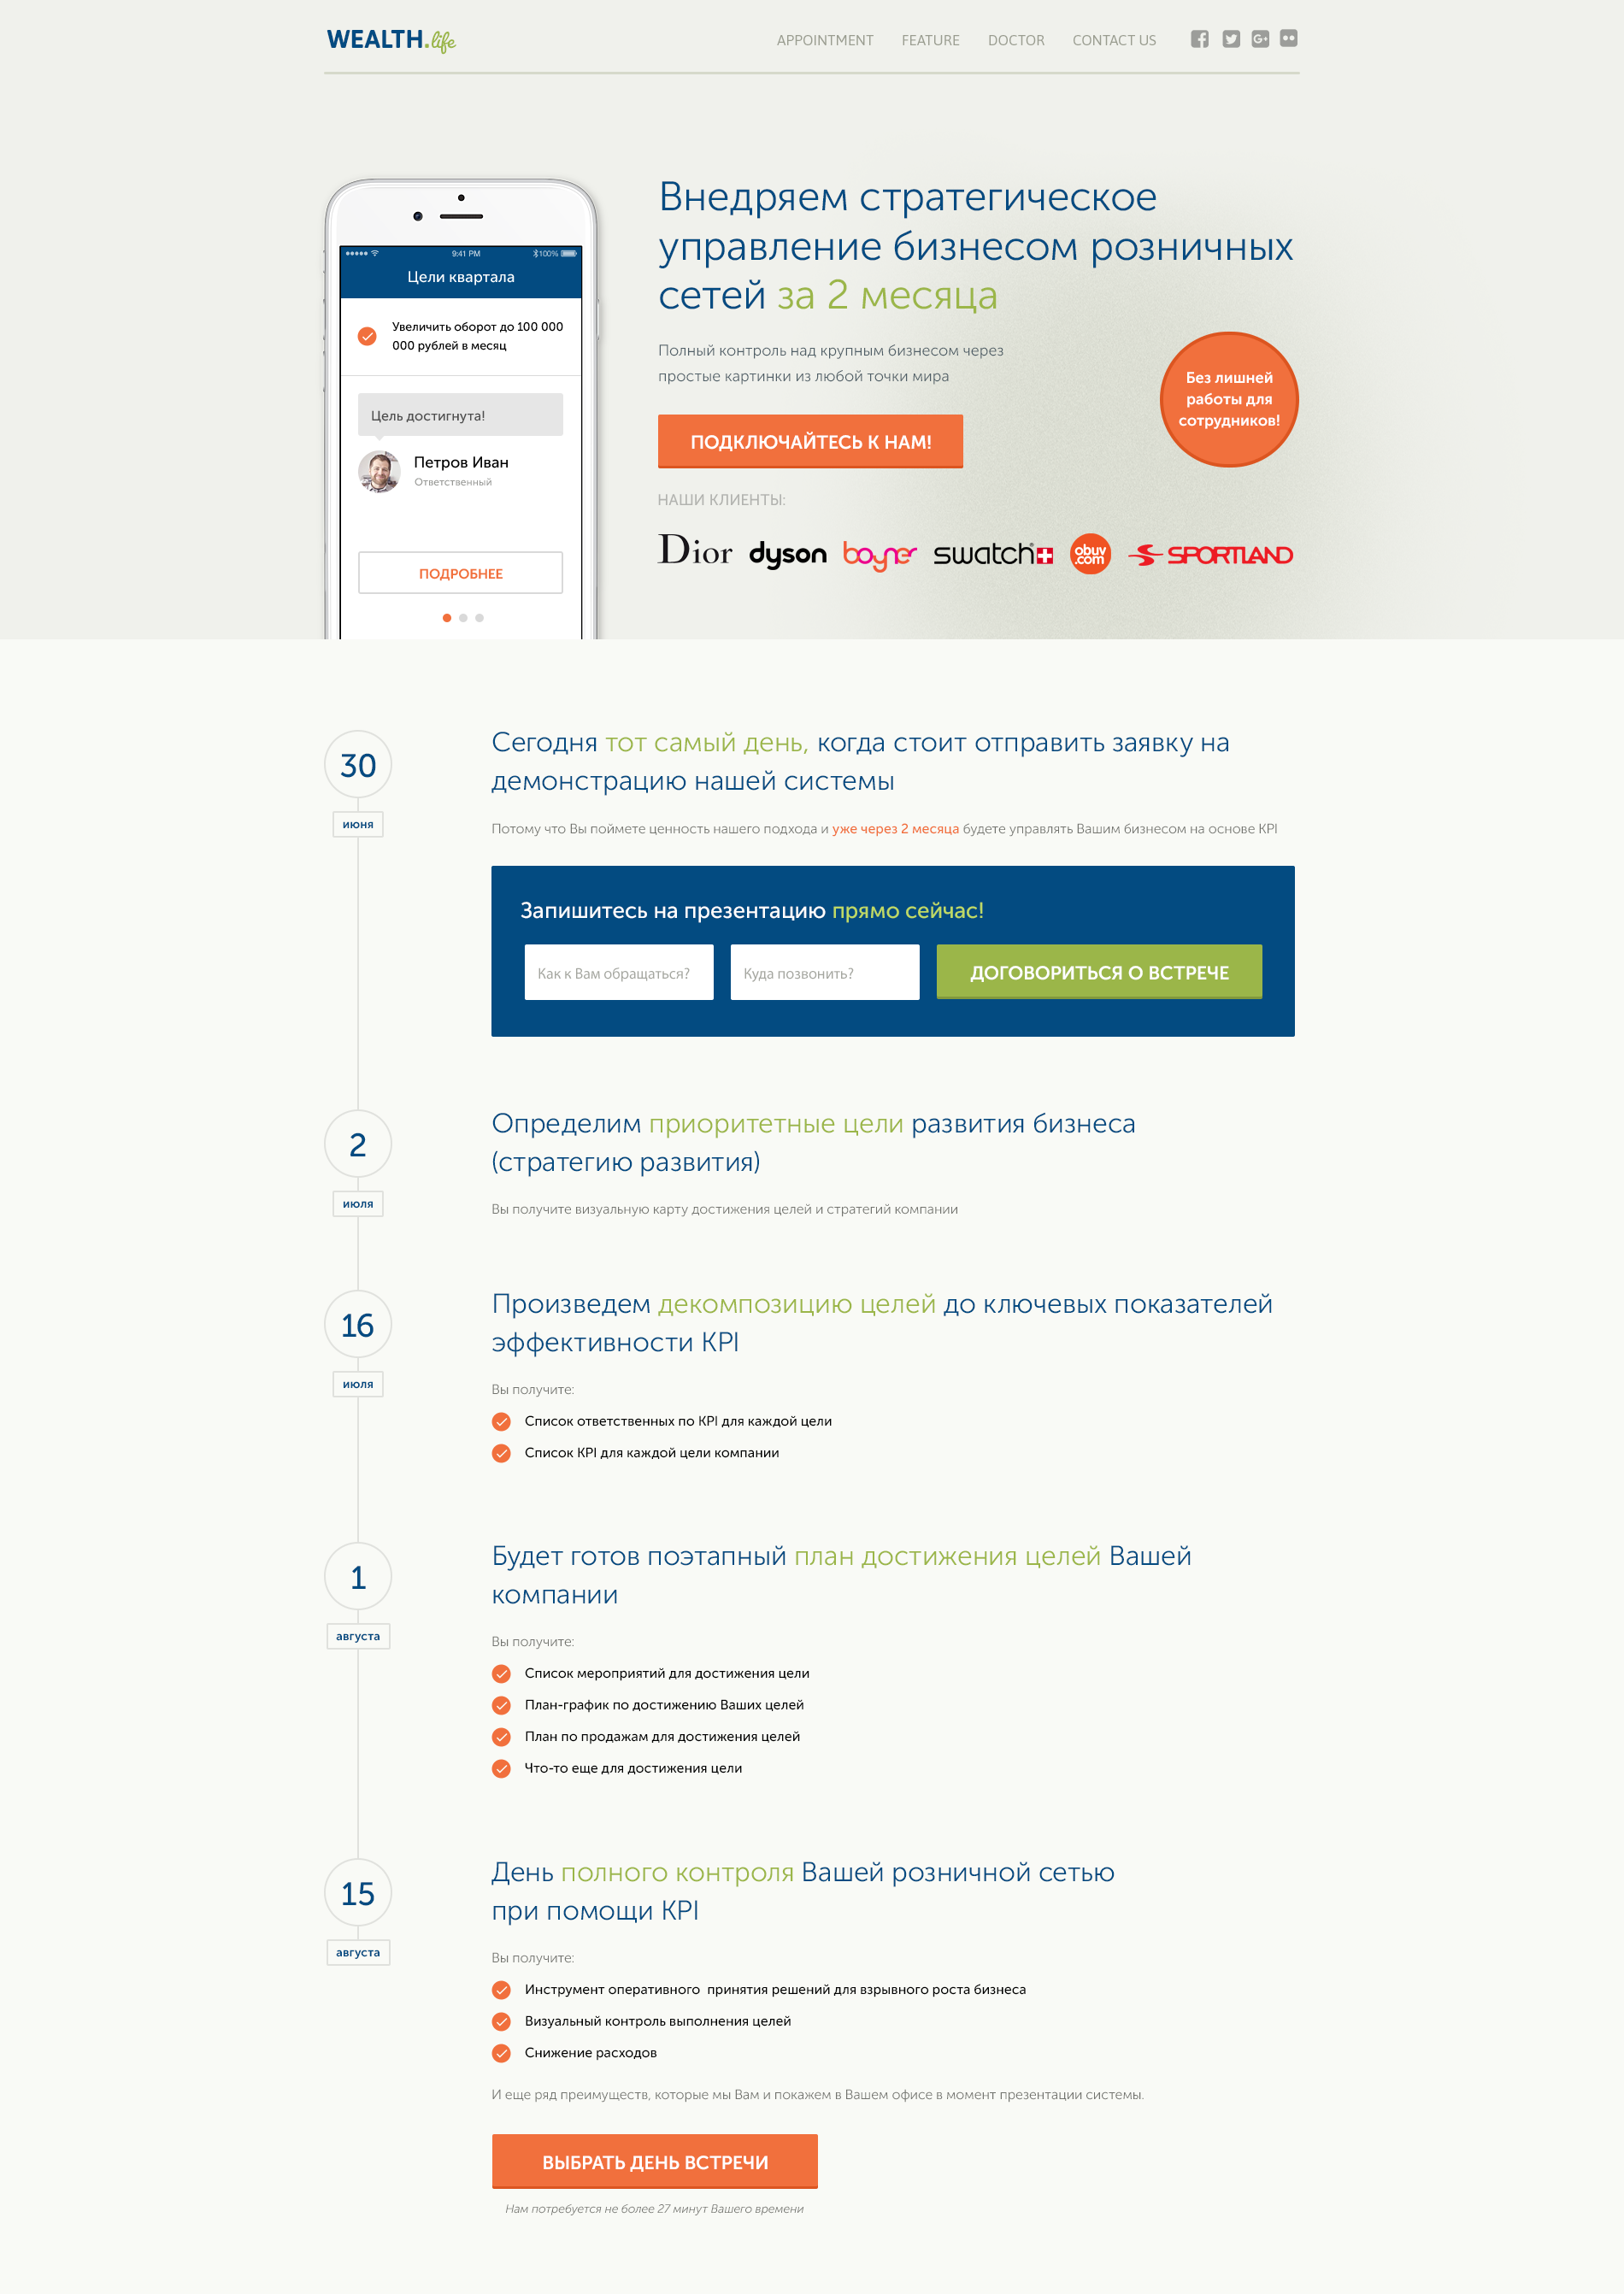 WEALTH.life
APPOINTMENT FEATURE DOCTOR CONTACT US
9:41 PM 100%
Цели квартала
Увеличить оборот до 100 000
000 рублей в месяц
Цель достигнута!
Петров Иван
Ответственный
ПОДРОБНЕЕ
Внедряем стратегическое
управление бизнесом розничных
сетей за 2 месяца
Полный контроль над крупным бизнесом через
простые картинки из любой точки мира
Без лишней
работы для
сотрудников!
ПОДКЛЮЧАЙТЕСЬ К НАМ!
НАШИ КЛИЕНТЫ:
Dior dyson boyner swatch obuv.com SPORTLAND
30
июня
Сегодня тот самый день, когда стоит отправить заявку на
демонстрацию нашей системы
Потому что Вы поймете ценность нашего подхода и уже через 2 месяца будете управлять Вашим бизнесом на основе KPI
Запишитесь на презентацию прямо сейчас!
Как к Вам обращаться? Куда позвонить? ДОГОВОРИТЬСЯ О ВСТРЕЧЕ
2
июля
Определим приоритетные цели развития бизнеса
(стратегию развития)
Вы получите визуальную карту достижения целей и стратегий компании
16
июля
Произведем декомпозицию целей до ключевых показателей
эффективности KPI
Вы получите:
Список ответственных по KPI для каждой цели
Список KPI для каждой цели компании
1
августа
Будет готов поэтапный план достижения целей Вашей
компании
Вы получите:
Список мероприятий для достижения цели
План-график по достижению Ваших целей
План по продажам для достижения целей
Что-то еще для достижения цели
15
августа
День полного контроля Вашей розничной сетью
при помощи KPI
Вы получите:
Инструмент оперативного принятия решений для взрывного роста бизнеса
Визуальный контроль выполнения целей
Снижение расходов
И еще ряд преимуществ, которые мы Вам и покажем в Вашем офисе в момент презентации системы.
ВЫБРАТЬ ДЕНЬ ВСТРЕЧИ
Нам потребуется не более 27 минут Вашего времени